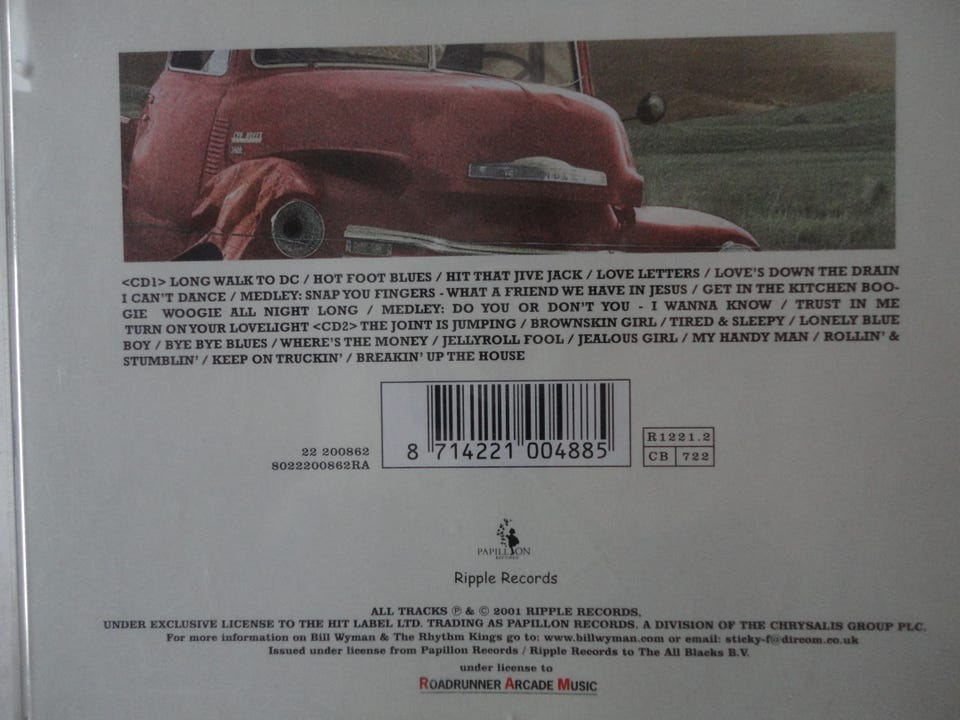 <CD1> LONG WALK TO DC / HOT FOOT BLUES / HIT THAT JIVE JACK / LOVE LETTERS / LOVE'S DOWN THE DRAIN
I CAN'T DANCE / MEDLEY: SNAP YOU FINGERS - WHAT A FRIEND WE HAVE IN JESUS / GET IN THE KITCHEN BOO-
GIE WOOGIE ALL NIGHT LONG / MEDLEY: DO YOU OR DON'T YOU - I WANNA KNOW / TRUST IN ME
TURN ON YOUR LOVELIGHT <CD2> THE JOINT IS JUMPING / BROWNSKIN GIRL / TIRED & SLEEPY / LONELY BLUE
BOY / BYE BYE BLUES / WHERE'S THE MONEY / JELLYROLL FOOL / JEALOUS GIRL / MY HANDY MAN / ROLLIN' &
STUMBLIN' / KEEP ON TRUCKIN' / BREAKIN' UP THE HOUSE
22 200862
8022200862RA
8 714221 004885
R1221.2
CB 722
PAPILLON
Ripple Records
ALL TRACKS ℗ & © 2001 RIPPLE RECORDS,
UNDER EXCLUSIVE LICENSE TO THE HIT LABEL LTD. TRADING AS PAPILLON RECORDS. A DIVISION OF THE CHRYSALIS GROUP PLC.
For more information on Bill Wyman & The Rhythm Kings go to: www.billwyman.com or email: sticky-f@dircom.co.uk
Issued under license from Papillon Records / Ripple Records to The All Blacks B.V.
under license to
ROADRUNNER ARCADE MUSIC